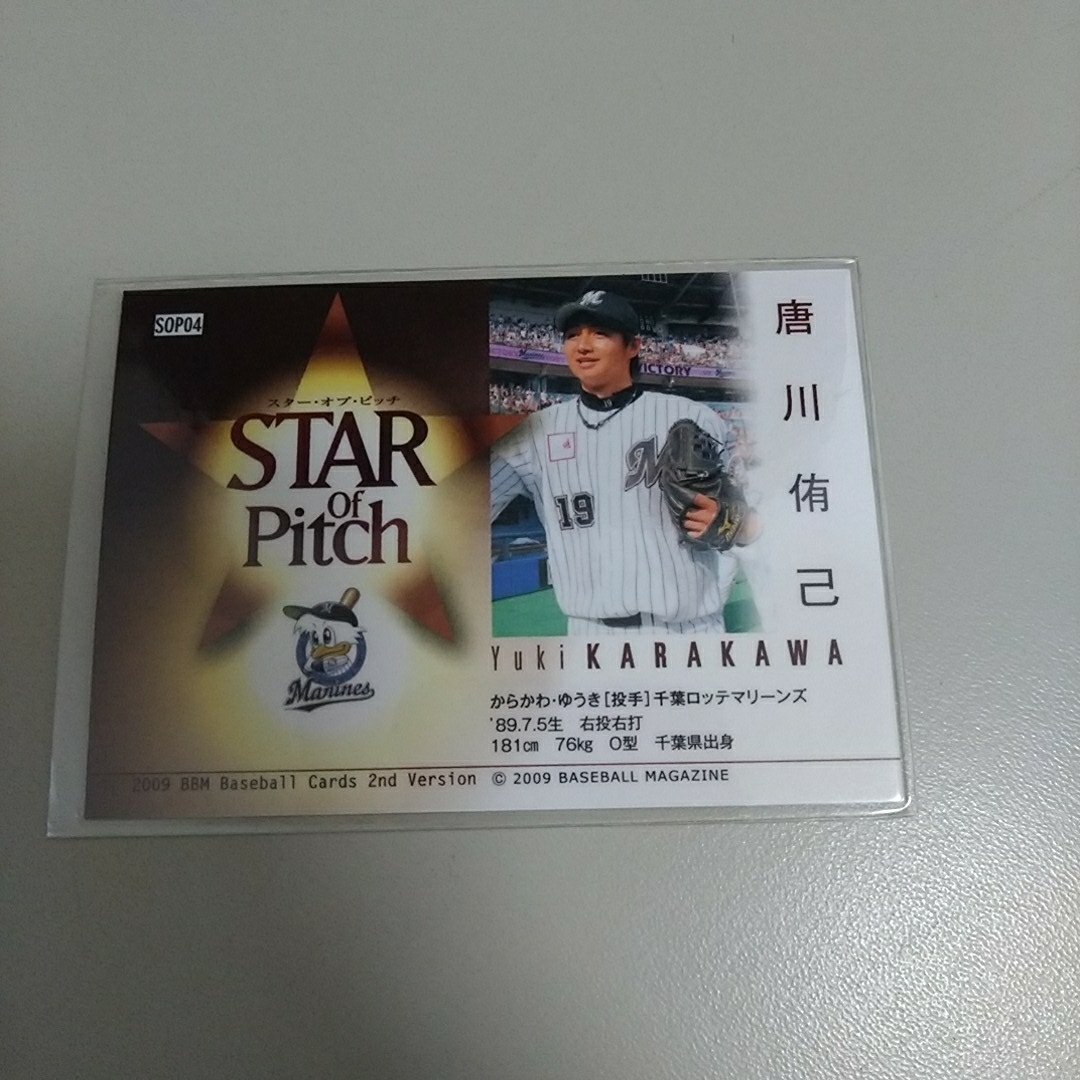 SOP04
スター・オブ・ピッチ
STAR
Of
Pitch
M
Marines
VICTORY
M
M
19
唐川侑己
Yuki KARAKAWA
からかわ・ゆうき[投手]千葉ロッテマリーンズ
'89.7.5生 右投右打
181cm 76kg O型 千葉県出身
2009 BBM Baseball Cards 2nd Version © 2009 BASEBALL MAGAZINE